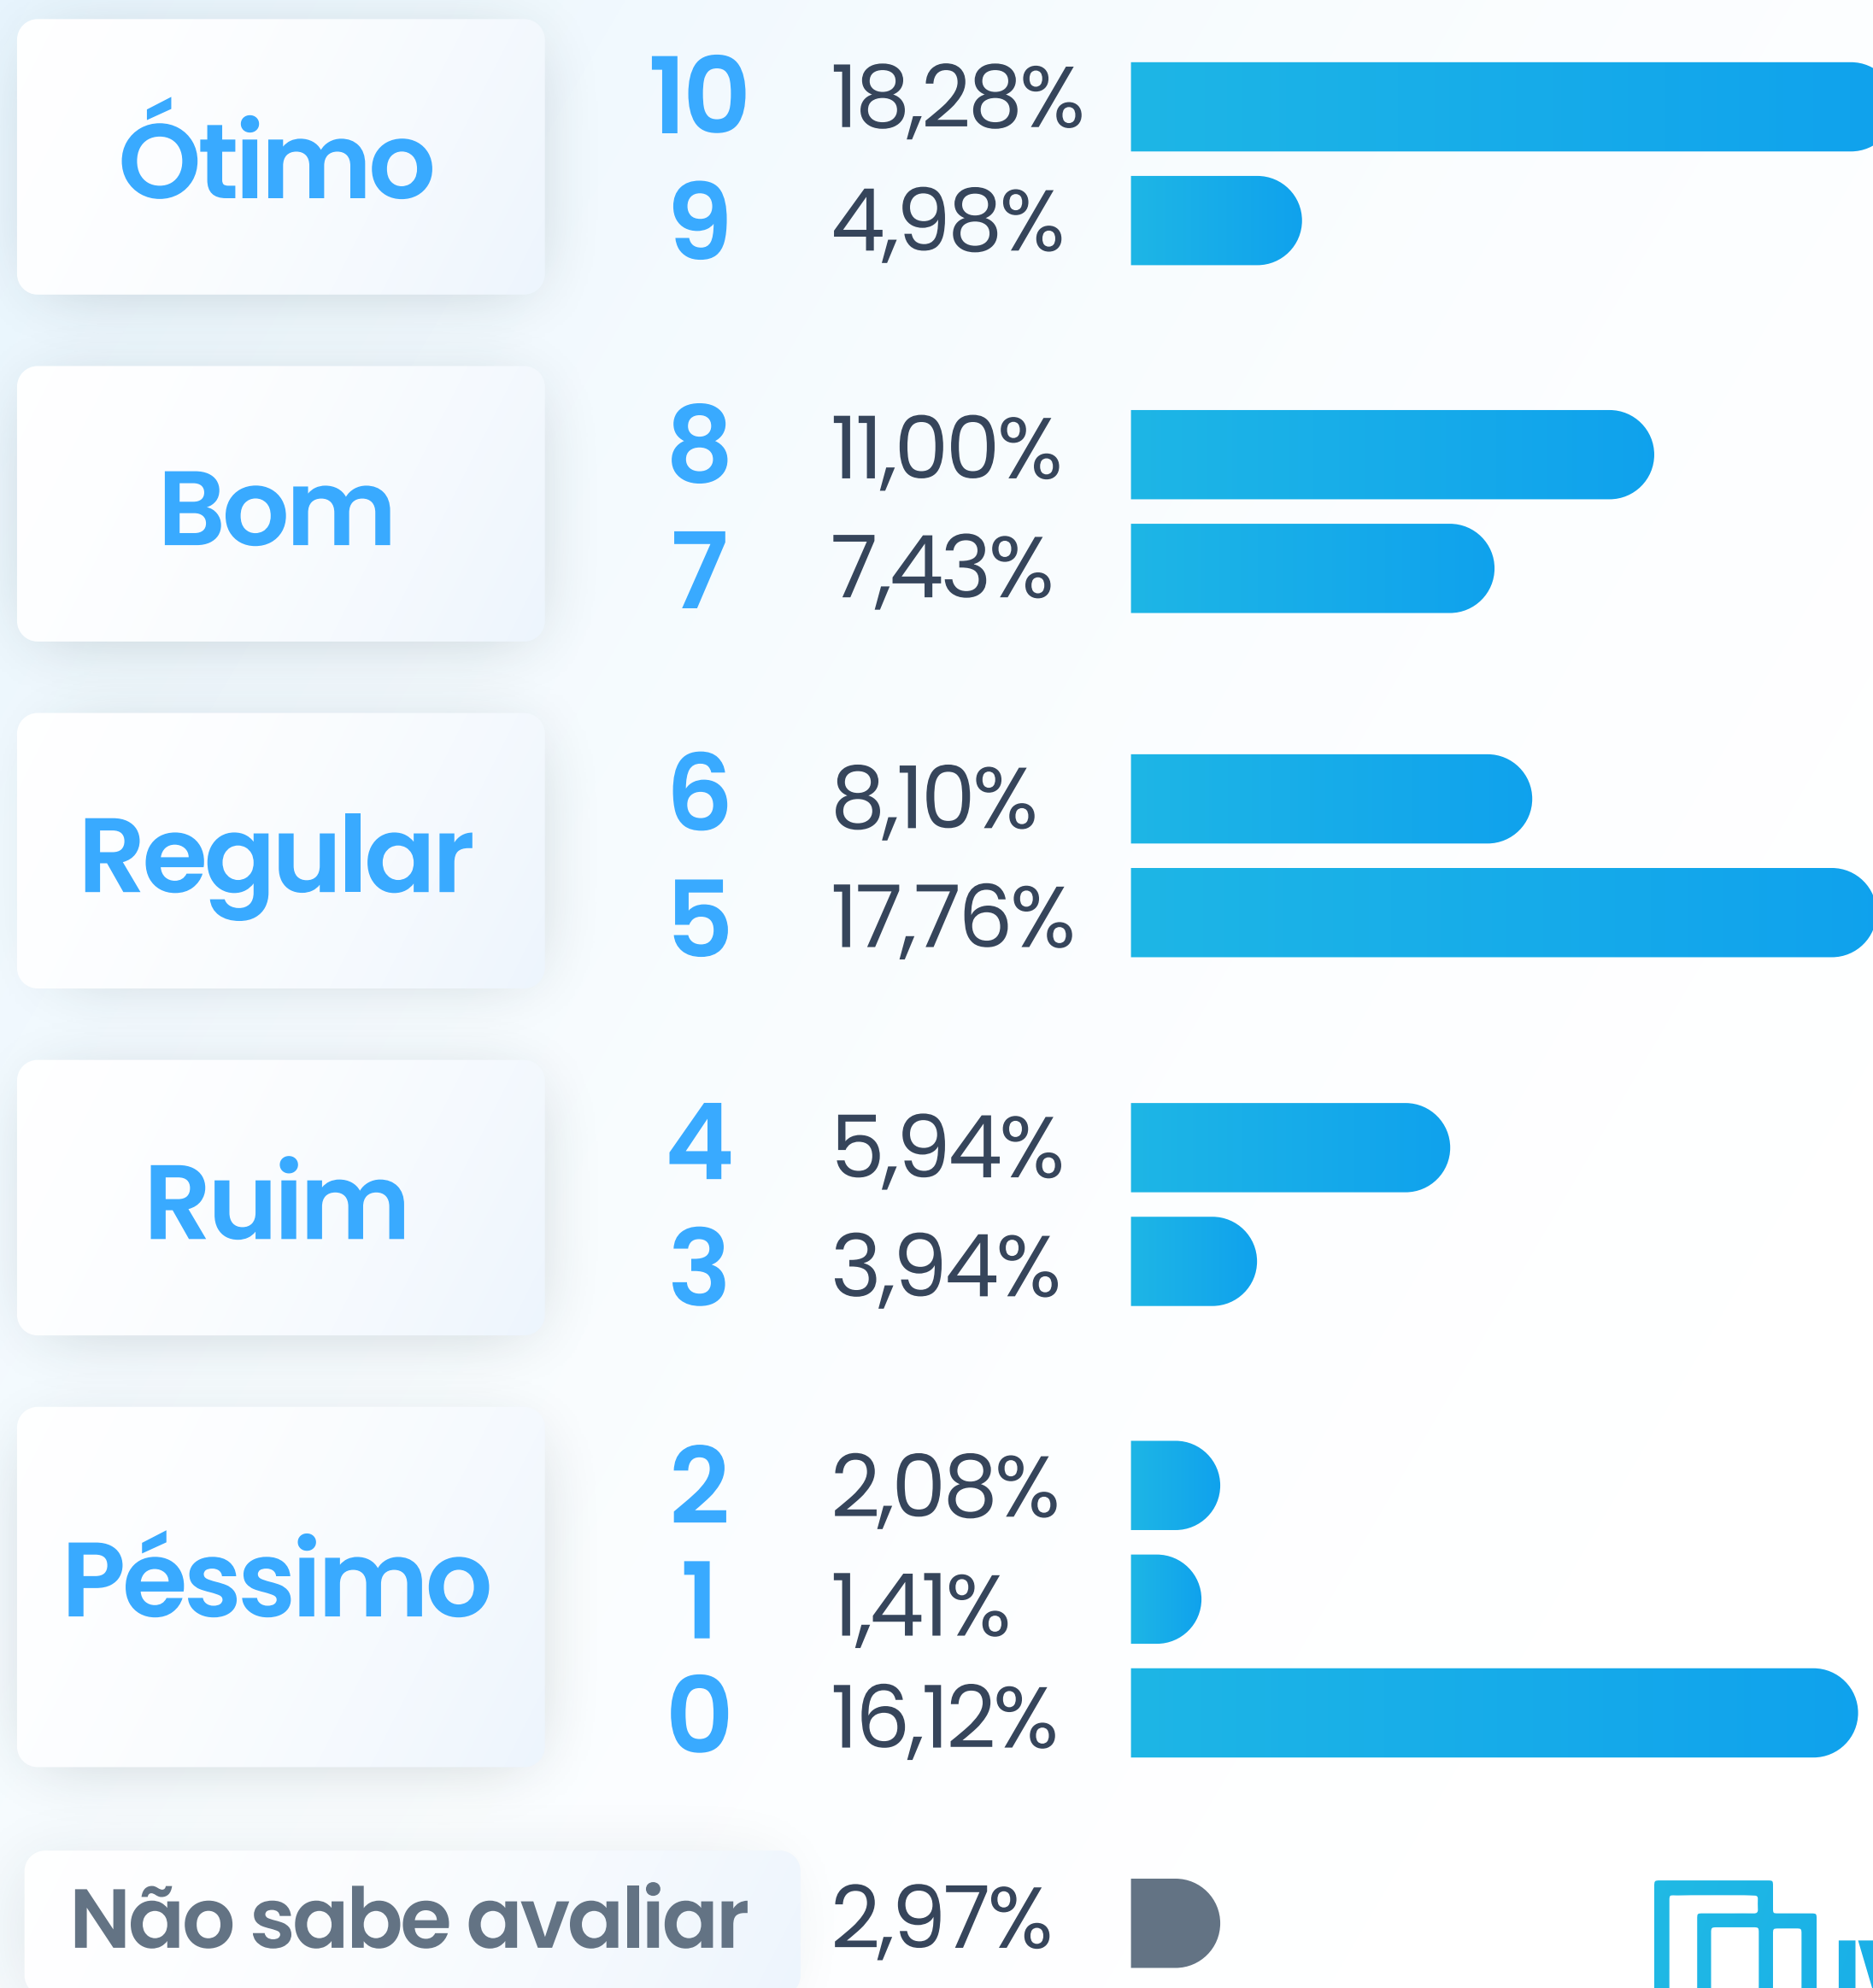 Ótimo
10 18,28%
9 4,98%
Bom
8 11,00%
7 7,43%
Regular
6 8,10%
5 17,76%
Ruim
4 5,94%
3 3,94%
Péssimo
2 2,08%
1 1,41%
0 16,12%
Não sabe avaliar 2,97%